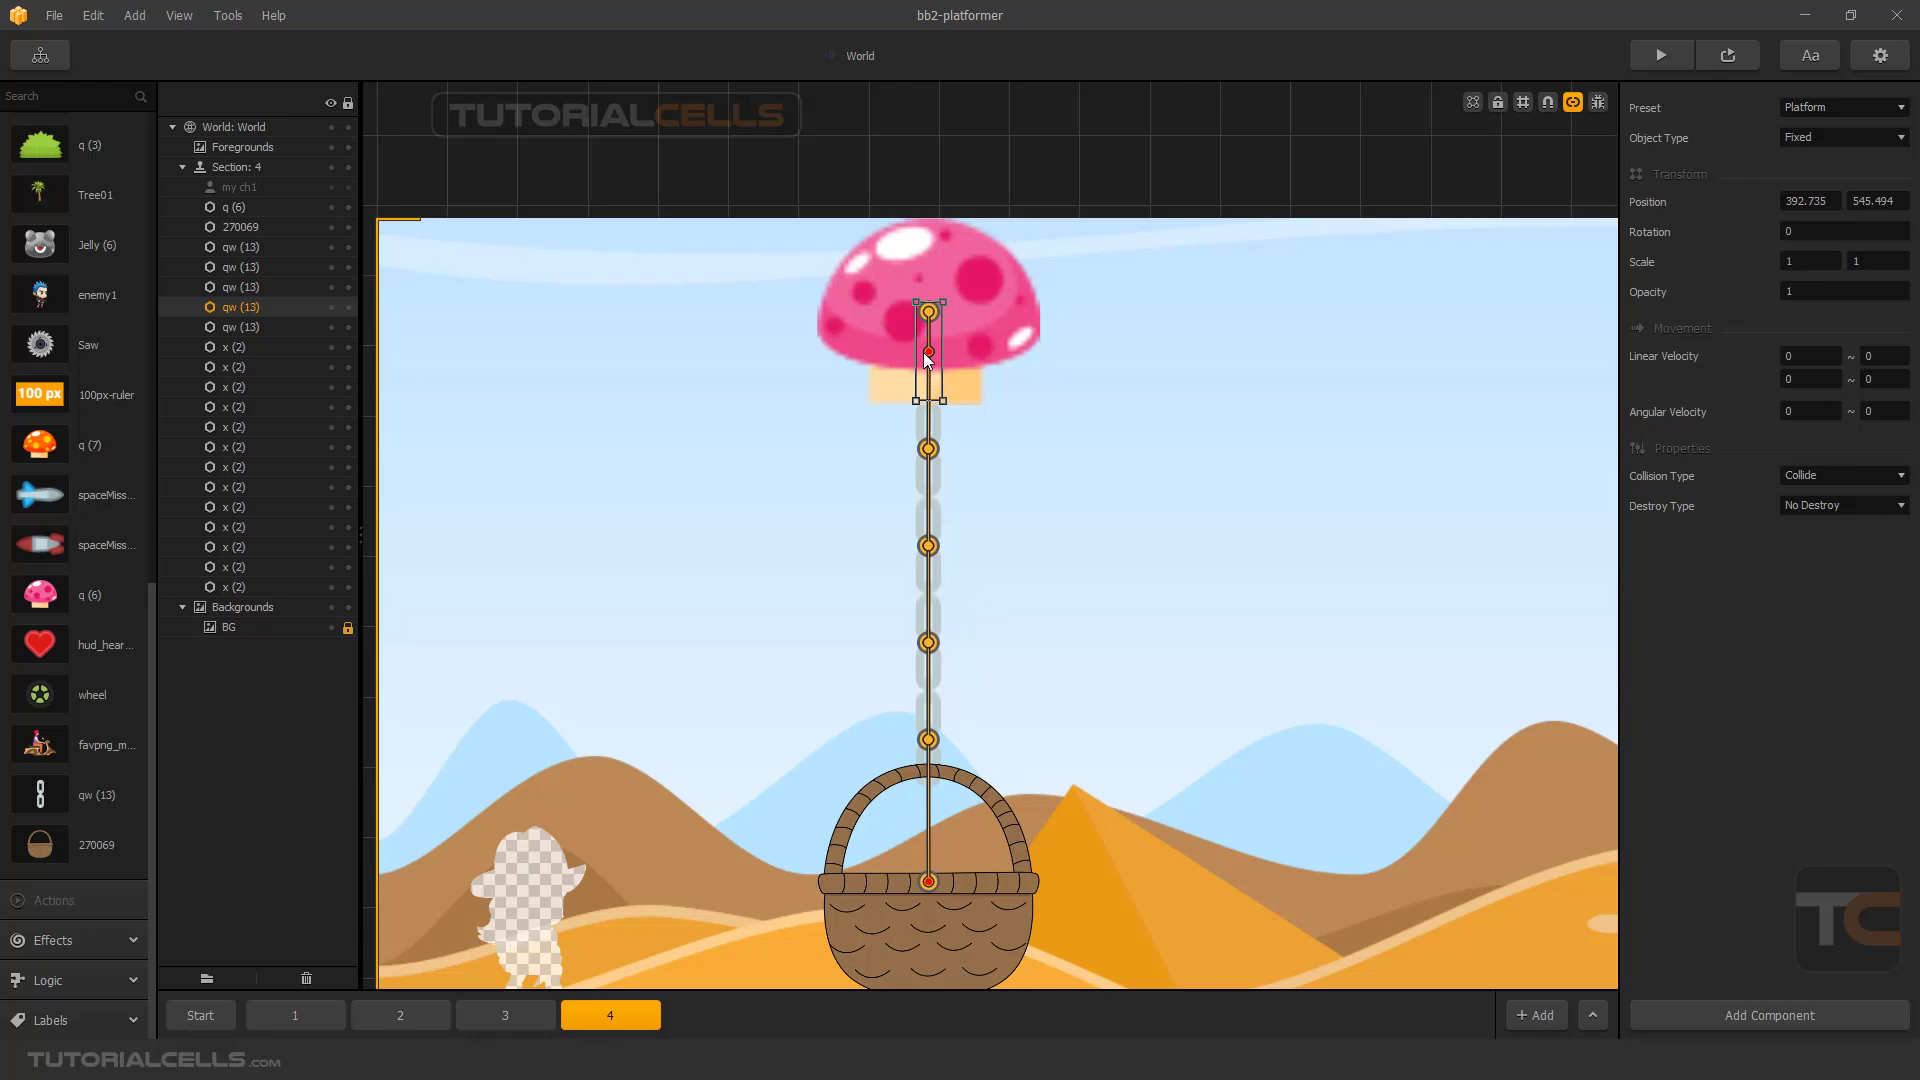 File Edit View Add View Tools Help
bb2-platformer
World
Aa
Search
q (3)
Tree01
Jelly (6)
enemy1
Saw
100 px
100px-ruler
q (7)
spaceMiss...
spaceMiss...
q (6)
hud_hear...
wheel
favpng_m...
qw (13)
270069
Actions
Effects
Logic
Labels
World: World
Foregrounds
Section: 4
my ch1
q (6)
270069
qw (13)
qw (13)
qw (13)
qw (13)
qw (13)
x (2)
x (2)
x (2)
x (2)
x (2)
x (2)
x (2)
x (2)
x (2)
x (2)
x (2)
x (2)
x (2)
Backgrounds
BG
TUTORIALCELLS
Preset Platform
Object Type Fixed
Transform
Position 392.735 545.494
Rotation 0
Scale 1 1
Opacity 1
Movement
Linear Velocity 0 ~ 0
0 ~ 0
Angular Velocity 0 ~ 0
Properties
Collision Type Collide
Destroy Type No Destroy
TC
Start 1 2 3 4
+ Add
Add Component
TUTORIALCELLS.COM